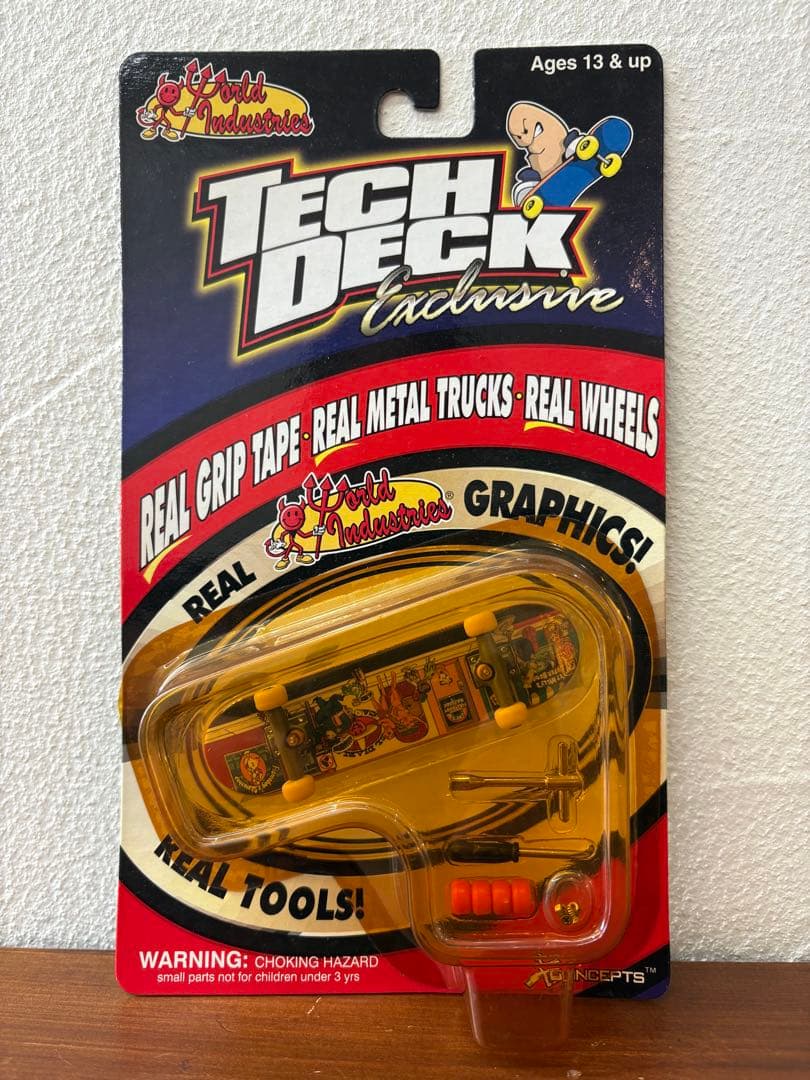 World Industries
Ages 13 & up
TECH DECK
Exclusive
REAL GRIP TAPE · REAL METAL TRUCKS · REAL WHEELS
REAL World Industries® GRAPHICS!
REAL TOOLS!
WARNING: CHOKING HAZARD
small parts not for children under 3 yrs
X CONCEPTS™